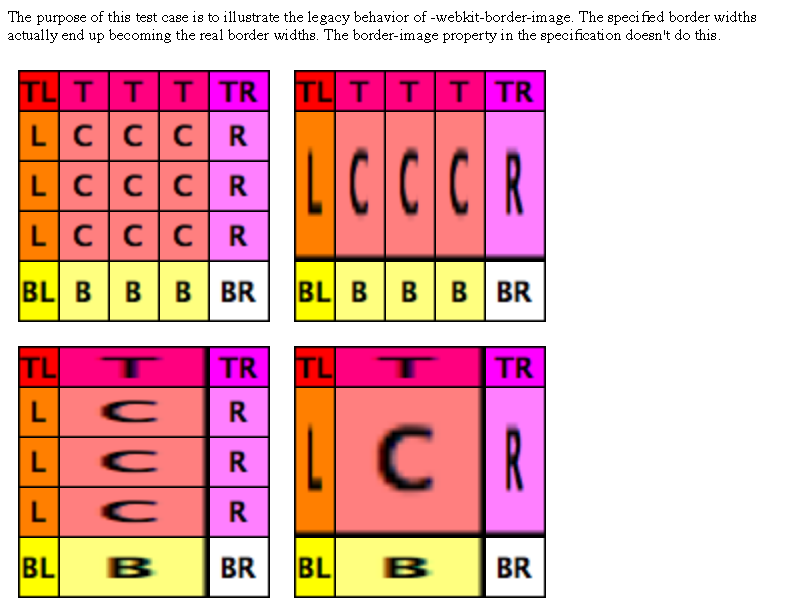 The purpose of this test case is to illustrate the legacy behavior of -webkit-border-image. The specified border widths
actually end up becoming the real border widths. The border-image property in the specification doesn't do this.
TL T T T TR TL T T T TR
L C C C R
L C C C R L C C C R
L C C C R
BL B B B BR BL B B B BR
TL T TR TL T TR
L C R
L C R L C R
L C R
BL B BR BL B BR